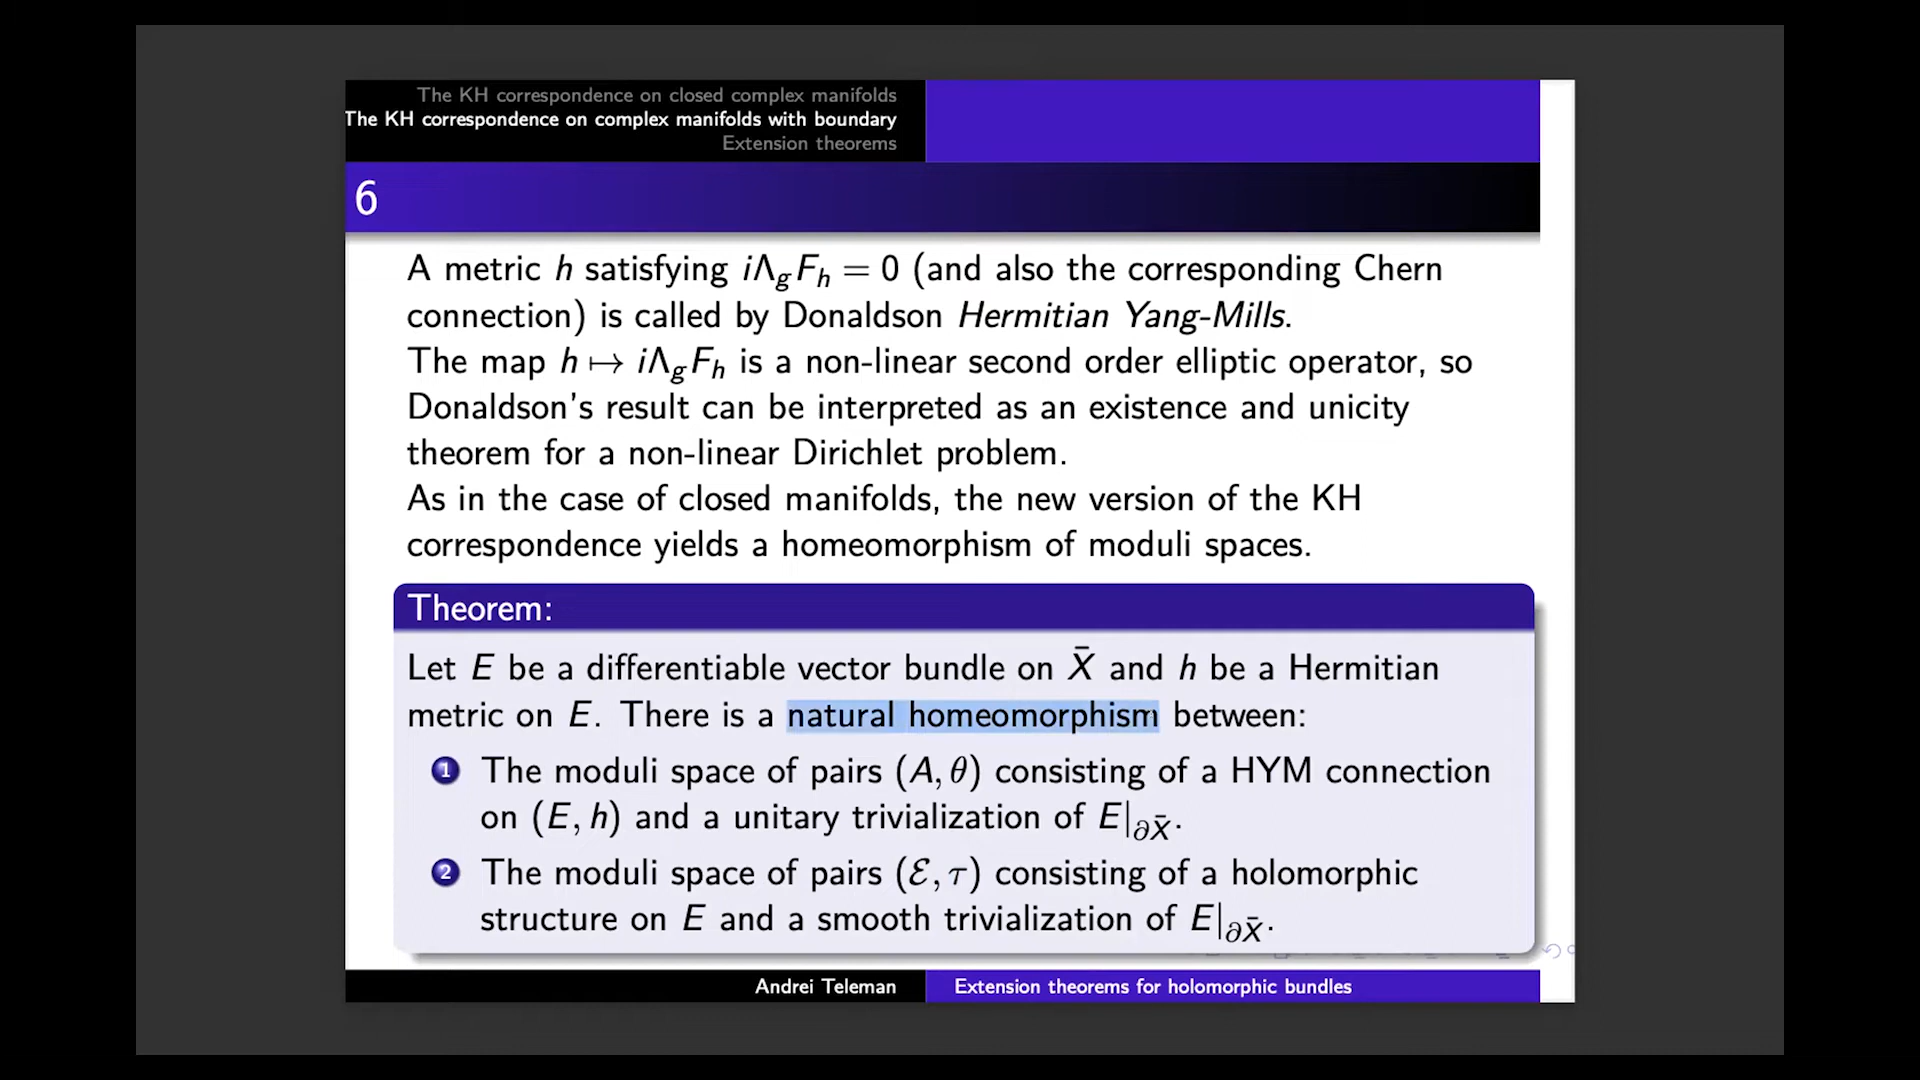 The KH correspondence on closed complex manifolds
The KH correspondence on complex manifolds with boundary
Extension theorems
6
A metric h satisfying iΛ_g F_h = 0 (and also the corresponding Chern
connection) is called by Donaldson Hermitian Yang-Mills.
The map h ↦ iΛ_g F_h is a non-linear second order elliptic operator, so
Donaldson's result can be interpreted as an existence and unicity
theorem for a non-linear Dirichlet problem.
As in the case of closed manifolds, the new version of the KH
correspondence yields a homeomorphism of moduli spaces.
Theorem:
Let E be a differentiable vector bundle on X̄ and h be a Hermitian
metric on E. There is a natural homeomorphism between:
1 The moduli space of pairs (A, θ) consisting of a HYM connection
on (E, h) and a unitary trivialization of E|_∂X̄.
2 The moduli space of pairs (ℰ, τ) consisting of a holomorphic
structure on E and a smooth trivialization of E|_∂X̄.
Andrei Teleman
Extension theorems for holomorphic bundles